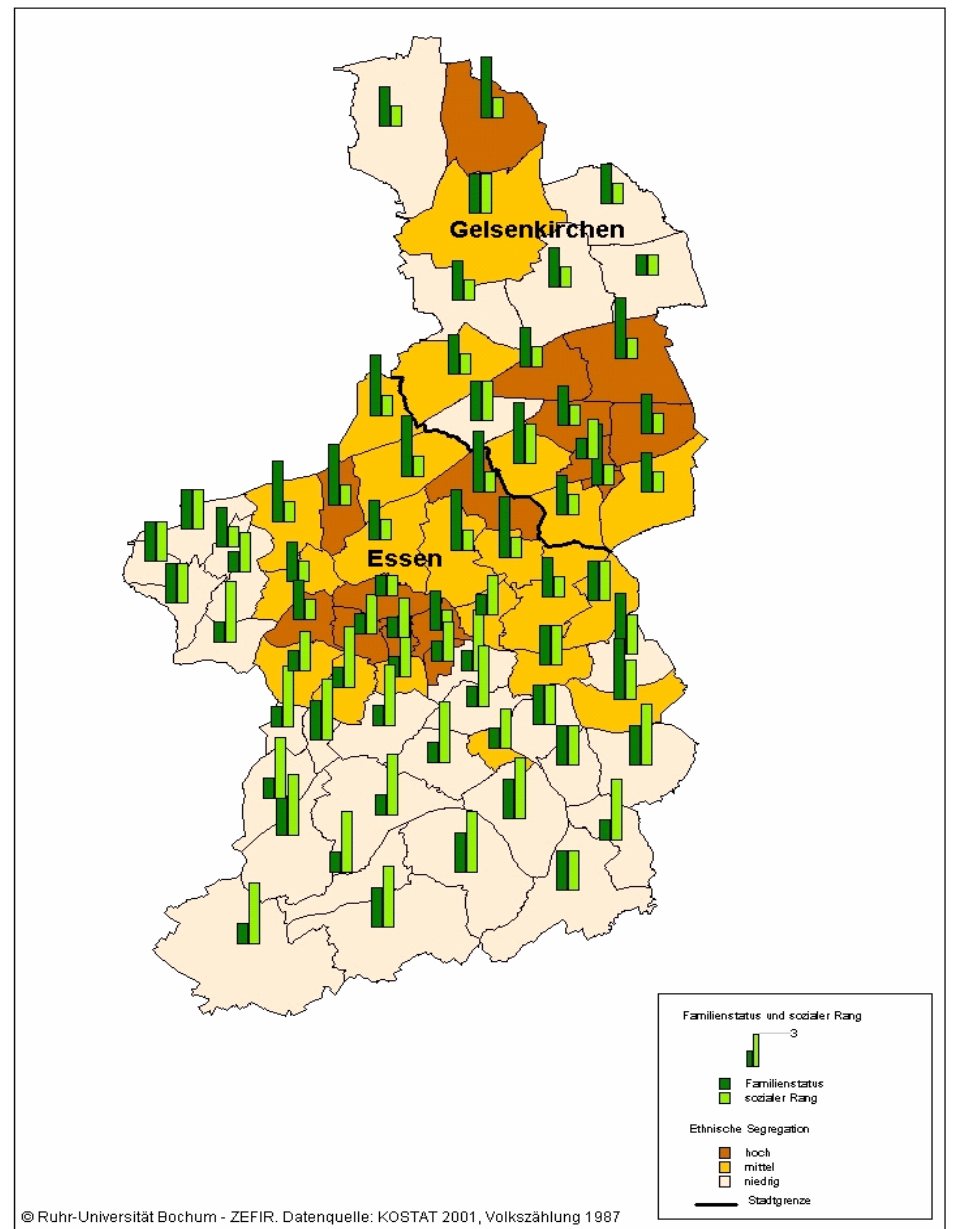 Gelsenkirchen
Essen
Familienstatus und sozialer Rang
3
Familienstatus
sozialer Rang
Ethnische Segregation
hoch
mittel
niedrig
Stadtgrenze
© Ruhr-Universität Bochum - ZEFIR. Datenquelle: KOSTAT 2001, Volkszählung 1987